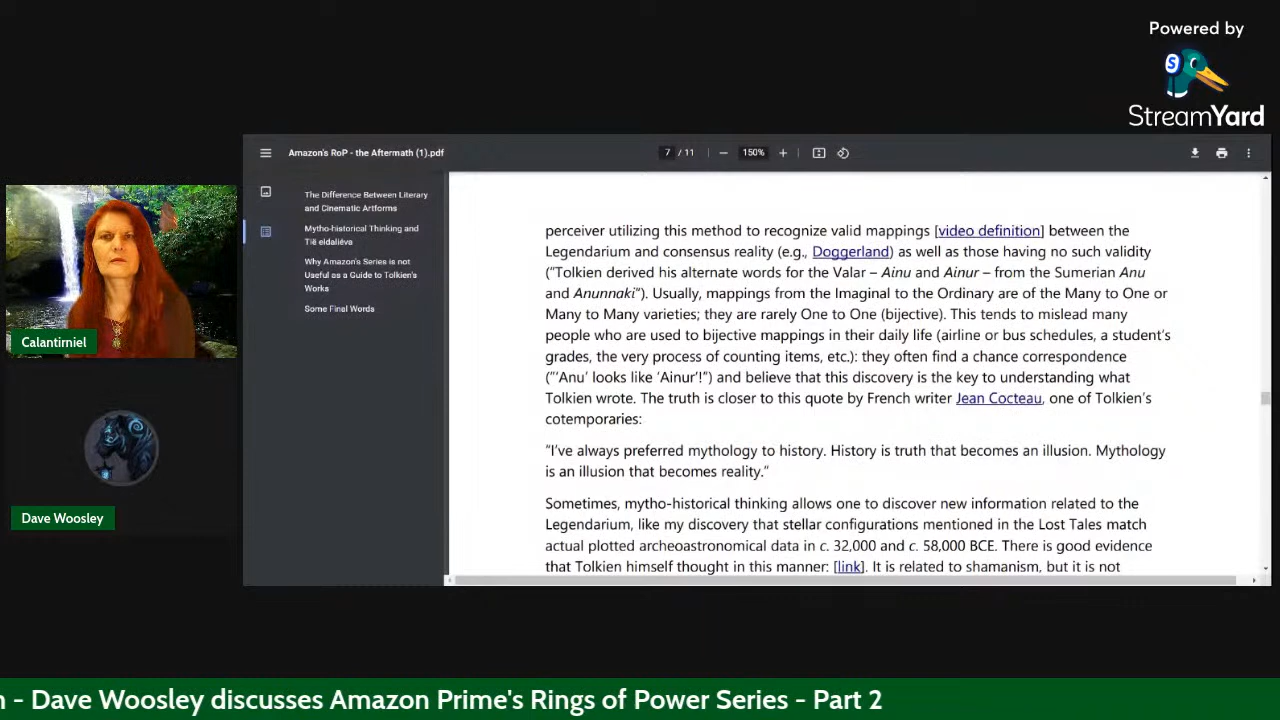 Powered by
S
StreamYard
Amazon's RoP - the Aftermath (1).pdf
7 / 11
150%
The Difference Between Literary
and Cinematic Artforms
Mytho-historical Thinking and
Tië eldaliéva
Why Amazon's Series is not
Useful as a Guide to Tolkien's
Works
Some Final Words
perceiver utilizing this method to recognize valid mappings [video definition] between the
Legendarium and consensus reality (e.g., Doggerland) as well as those having no such validity
("Tolkien derived his alternate words for the Valar – Ainu and Ainur – from the Sumerian Anu
and Anunnaki"). Usually, mappings from the Imaginal to the Ordinary are of the Many to One or
Many to Many varieties; they are rarely One to One (bijective). This tends to mislead many
people who are used to bijective mappings in their daily life (airline or bus schedules, a student's
grades, the very process of counting items, etc.): they often find a chance correspondence
("'Anu' looks like 'Ainur'!") and believe that this discovery is the key to understanding what
Tolkien wrote. The truth is closer to this quote by French writer Jean Cocteau, one of Tolkien's
cotemporaries:
"I've always preferred mythology to history. History is truth that becomes an illusion. Mythology
is an illusion that becomes reality."
Sometimes, mytho-historical thinking allows one to discover new information related to the
Legendarium, like my discovery that stellar configurations mentioned in the Lost Tales match
actual plotted archeoastronomical data in c. 32,000 and c. 58,000 BCE. There is good evidence
that Tolkien himself thought in this manner: [link]. It is related to shamanism, but it is not
Calantirniel
Dave Woosley
- Dave Woosley discusses Amazon Prime's Rings of Power Series - Part 2